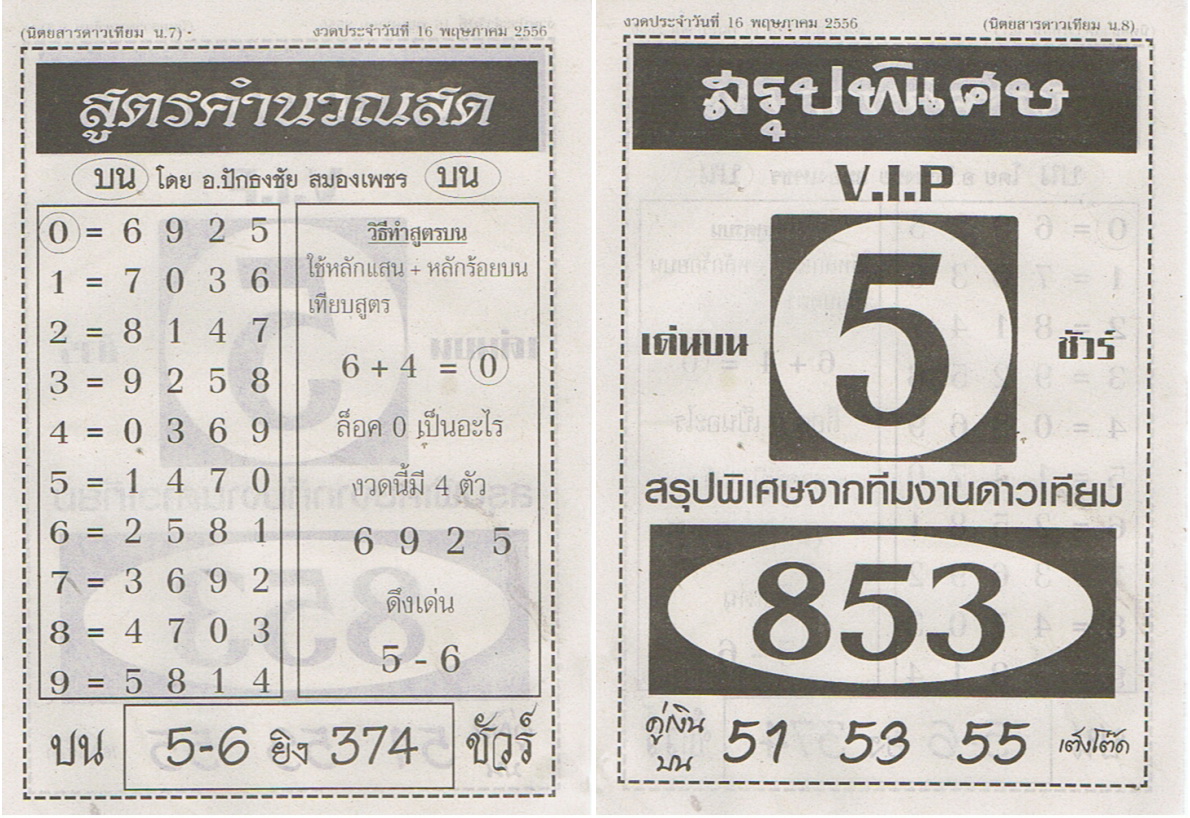 (นิตยสารดาวเทียม น.7) งวดประจำวันที่ 16 พฤษภาคม 2556
สูตรคำนวณสด
บน โดย อ.ปักธงชัย สมองเพชร บน
0 = 6 9 2 5
1 = 7 0 3 6
2 = 8 1 4 7
3 = 9 2 5 8
4 = 0 3 6 9
5 = 1 4 7 0
6 = 2 5 8 1
7 = 3 6 9 2
8 = 4 7 0 3
9 = 5 8 1 4
วิธีทำสูตรบน
ใช้หลักแสน + หลักร้อยบน
เทียบสูตร
6 + 4 = 0
ล็อค 0 เป็นอะไร
งวดนี้มี 4 ตัว
6 9 2 5
ดึงเด่น
5 - 6
บน 5-6 ยิง 374 ชัวร์
งวดประจำวันที่ 16 พฤษภาคม 2556 (นิตยสารดาวเทียม น.8)
สรุปพิเศษ
V.I.P
เด่นบน 5 ชัวร์
สรุปพิเศษจากทีมงานดาวเทียม
853
คู่เงิน
บน 51 53 55 เต็งโต๊ด